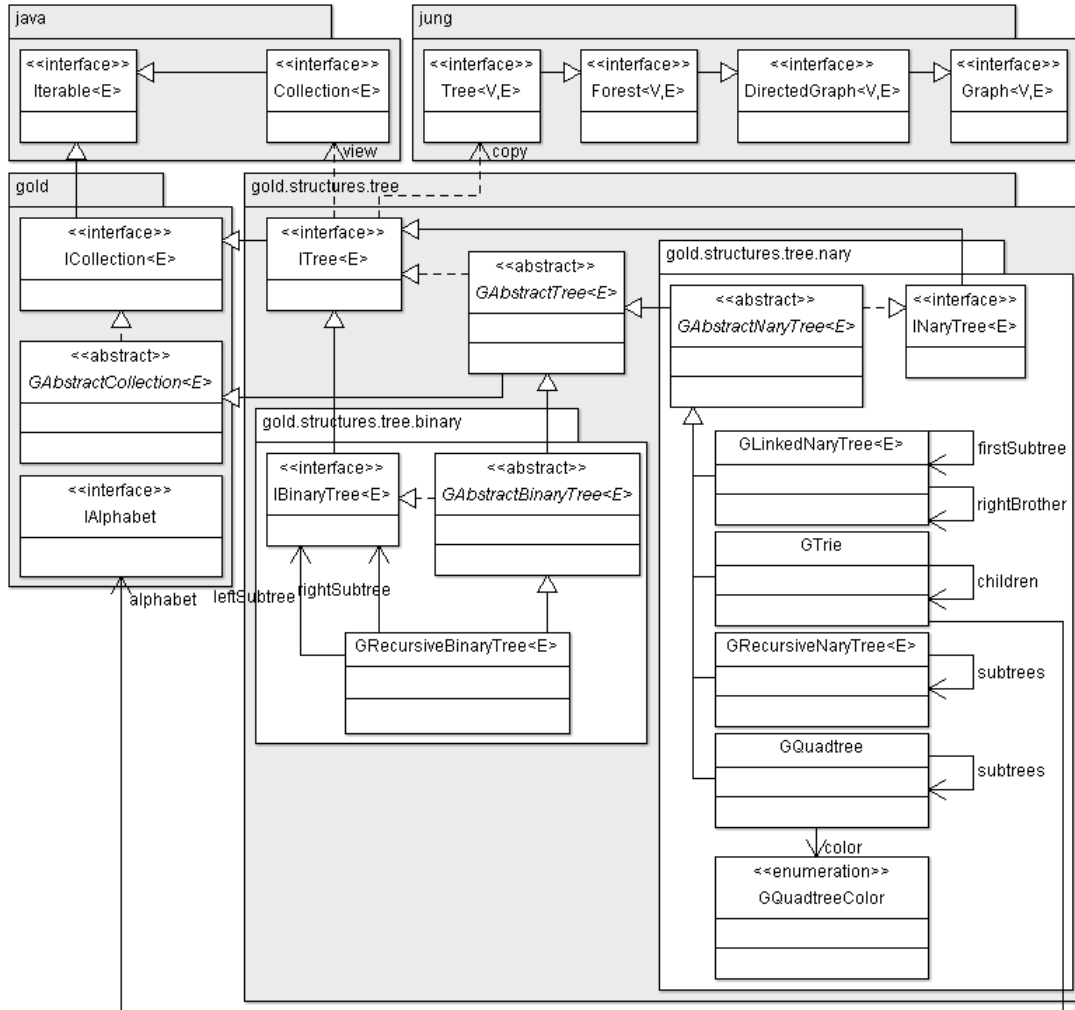 java
<<interface>>
Iterable<E>
<<interface>>
Collection<E>
view
jung
<<interface>>
Tree<V,E>
<<interface>>
Forest<V,E>
<<interface>>
DirectedGraph<V,E>
<<interface>>
Graph<V,E>
copy
gold
<<interface>>
ICollection<E>
<<abstract>>
GAbstractCollection<E>
<<interface>>
IAlphabet
alphabet
gold.structures.tree
<<interface>>
ITree<E>
<<abstract>>
GAbstractTree<E>
gold.structures.tree.binary
<<interface>>
IBinaryTree<E>
<<abstract>>
GAbstractBinaryTree<E>
leftSubtree
rightSubtree
GRecursiveBinaryTree<E>
gold.structures.tree.nary
<<abstract>>
GAbstractNaryTree<E>
<<interface>>
INaryTree<E>
GLinkedNaryTree<E>
firstSubtree
rightBrother
GTrie
children
GRecursiveNaryTree<E>
subtrees
GQuadtree
subtrees
color
<<enumeration>>
GQuadtreeColor